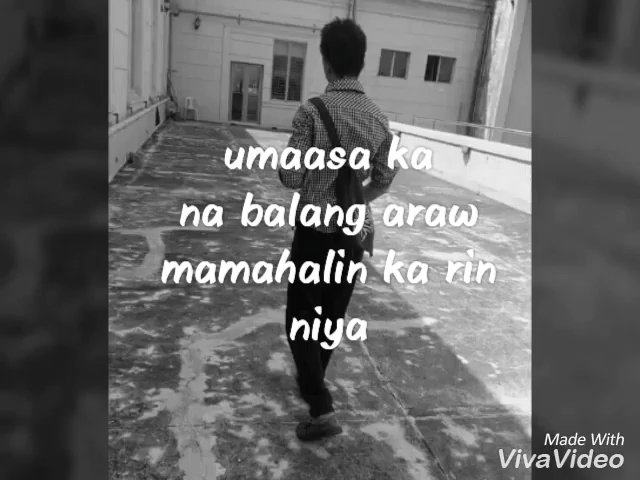 umaasa ka
na balang araw
mamahalin ka rin
niya
Made With
VivaVideo